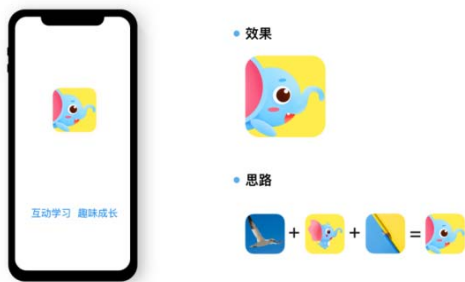 互动学习 趣味成长
效果
思路
+ + =